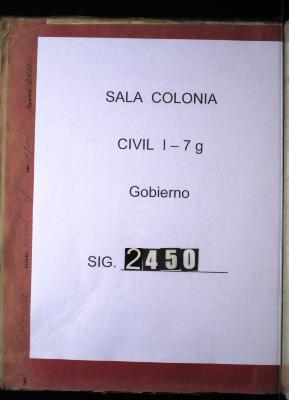 SALA COLONIA
CIVIL I – 7 g
Gobierno
SIG. 2450